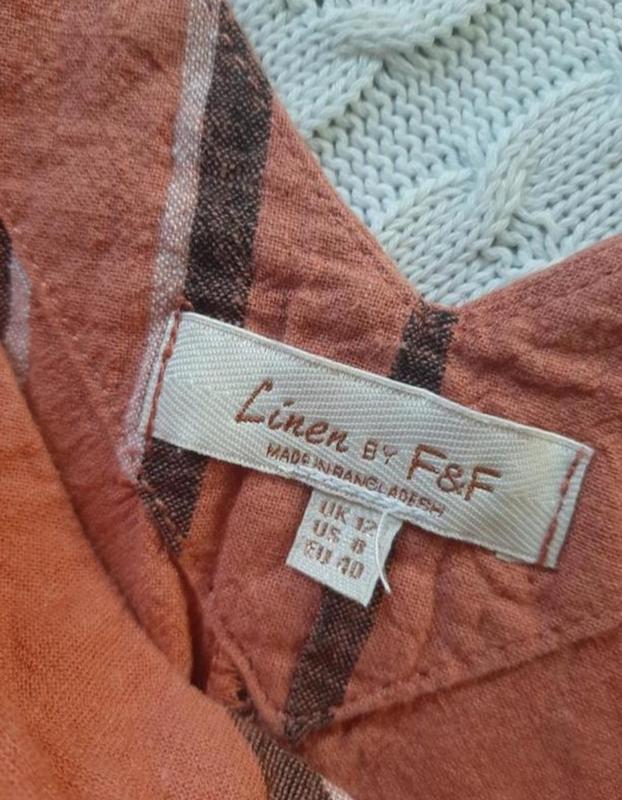 Linen BY F&F
MADE IN BANGLADESH
UK 12
US 8
EU 40